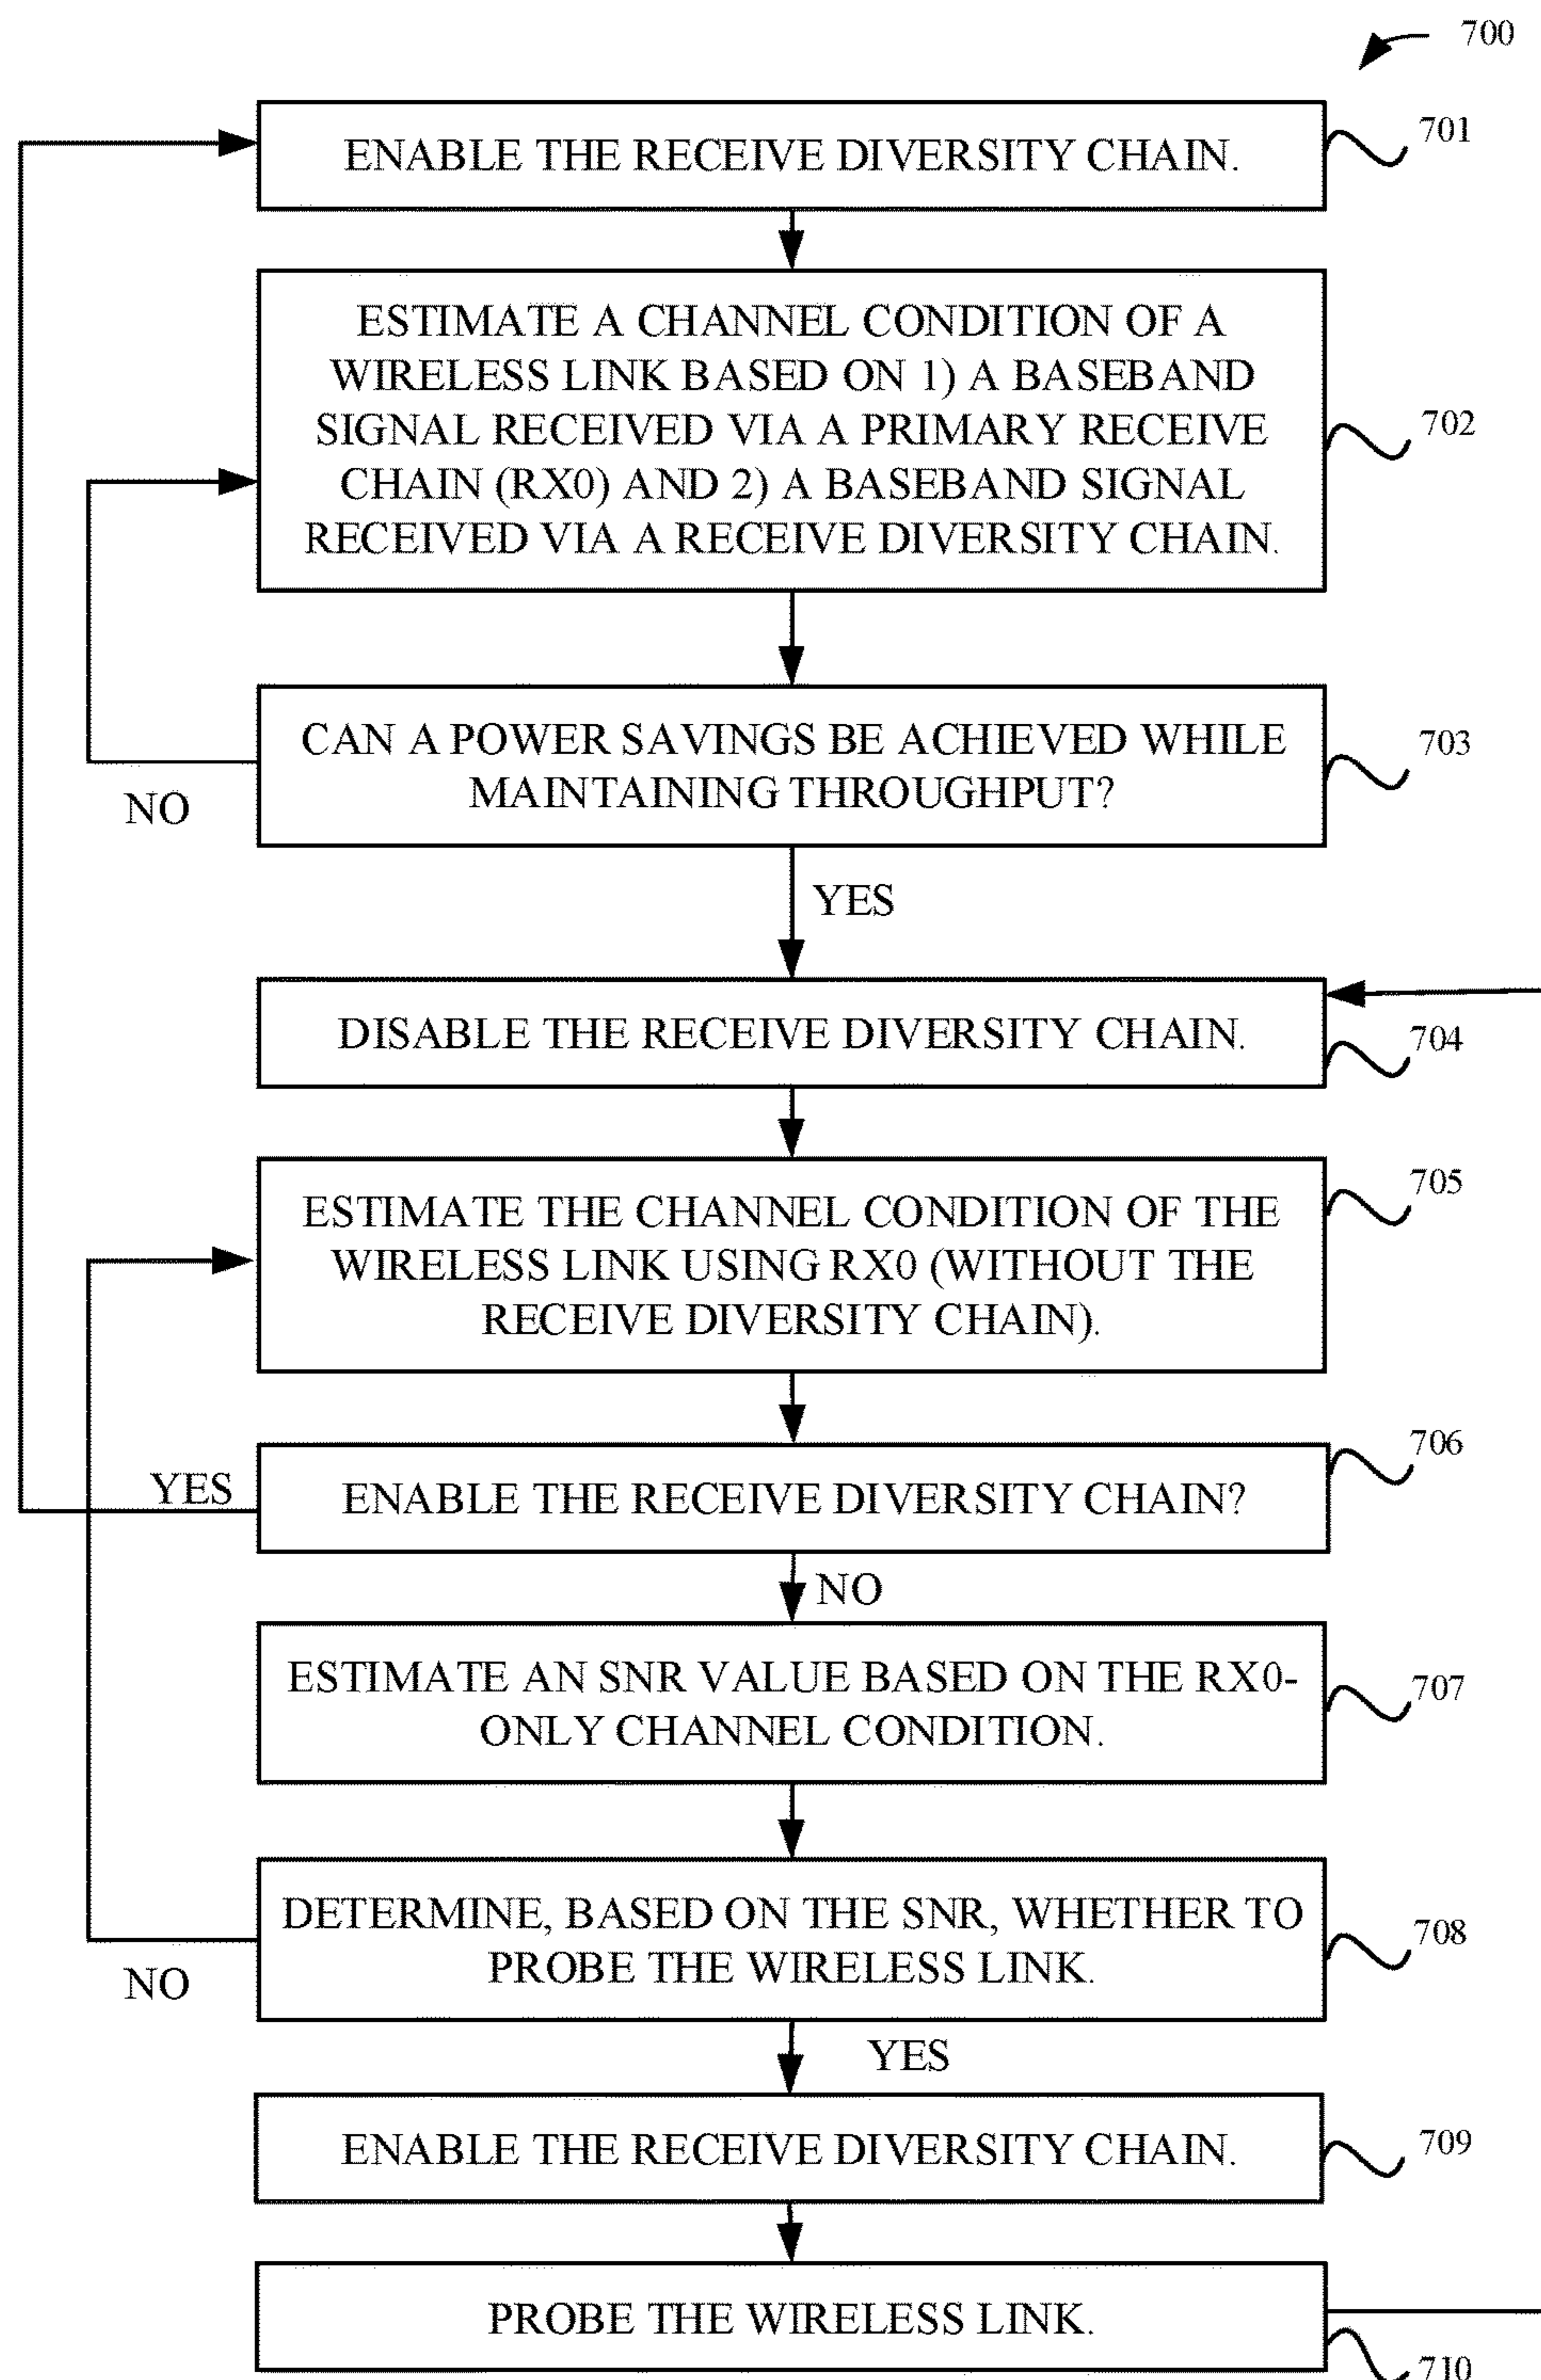 700
ENABLE THE RECEIVE DIVERSITY CHAIN.
701
ESTIMATE A CHANNEL CONDITION OF A
WIRELESS LINK BASED ON 1) A BASEBAND
SIGNAL RECEIVED VIA A PRIMARY RECEIVE
CHAIN (RX0) AND 2) A BASEBAND SIGNAL
RECEIVED VIA A RECEIVE DIVERSITY CHAIN.
702
CAN A POWER SAVINGS BE ACHIEVED WHILE
MAINTAINING THROUGHPUT?
703
NO
YES
DISABLE THE RECEIVE DIVERSITY CHAIN.
704
ESTIMATE THE CHANNEL CONDITION OF THE
WIRELESS LINK USING RX0 (WITHOUT THE
RECEIVE DIVERSITY CHAIN).
705
YES
ENABLE THE RECEIVE DIVERSITY CHAIN?
706
NO
ESTIMATE AN SNR VALUE BASED ON THE RX0-
ONLY CHANNEL CONDITION.
707
DETERMINE, BASED ON THE SNR, WHETHER TO
PROBE THE WIRELESS LINK.
708
NO
YES
ENABLE THE RECEIVE DIVERSITY CHAIN.
709
PROBE THE WIRELESS LINK.
710